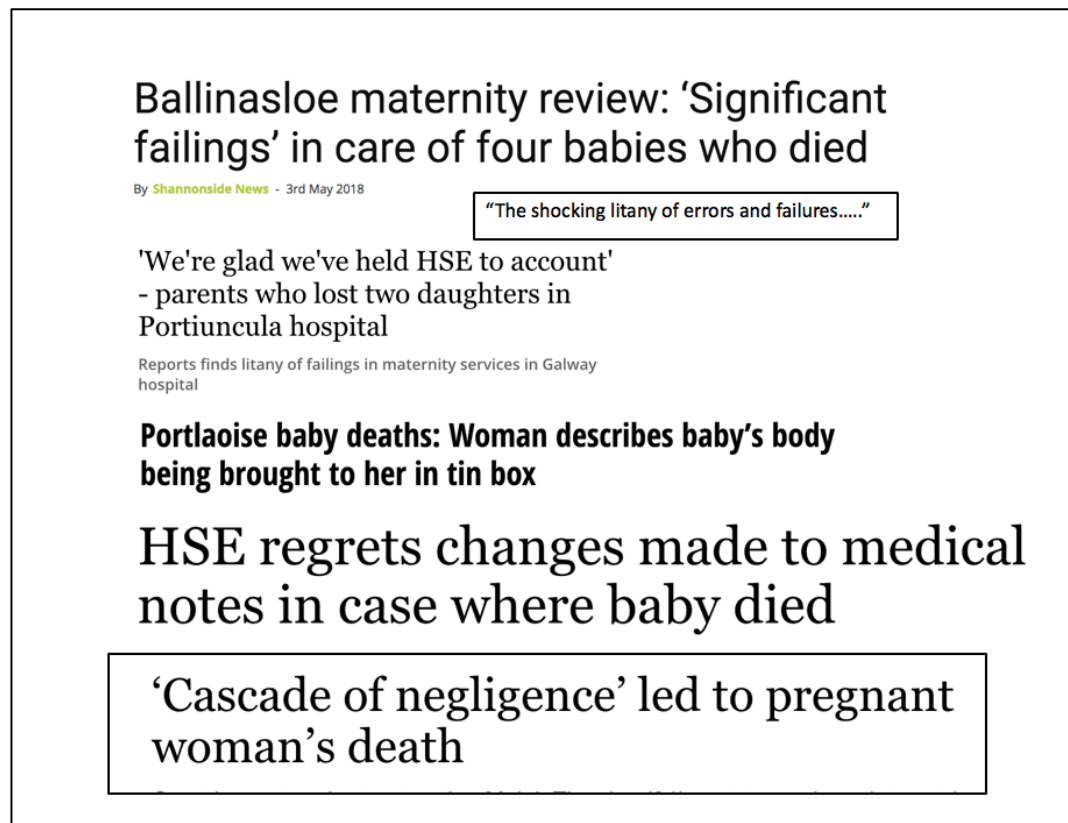 Ballinasloe maternity review: ‘Significant
failings’ in care of four babies who died
By Shannonside News - 3rd May 2018
“The shocking litany of errors and failures.....”
'We're glad we've held HSE to account'
- parents who lost two daughters in
Portiuncula hospital
Reports finds litany of failings in maternity services in Galway
hospital
Portlaoise baby deaths: Woman describes baby’s body
being brought to her in tin box
HSE regrets changes made to medical
notes in case where baby died
‘Cascade of negligence’ led to pregnant
woman’s death